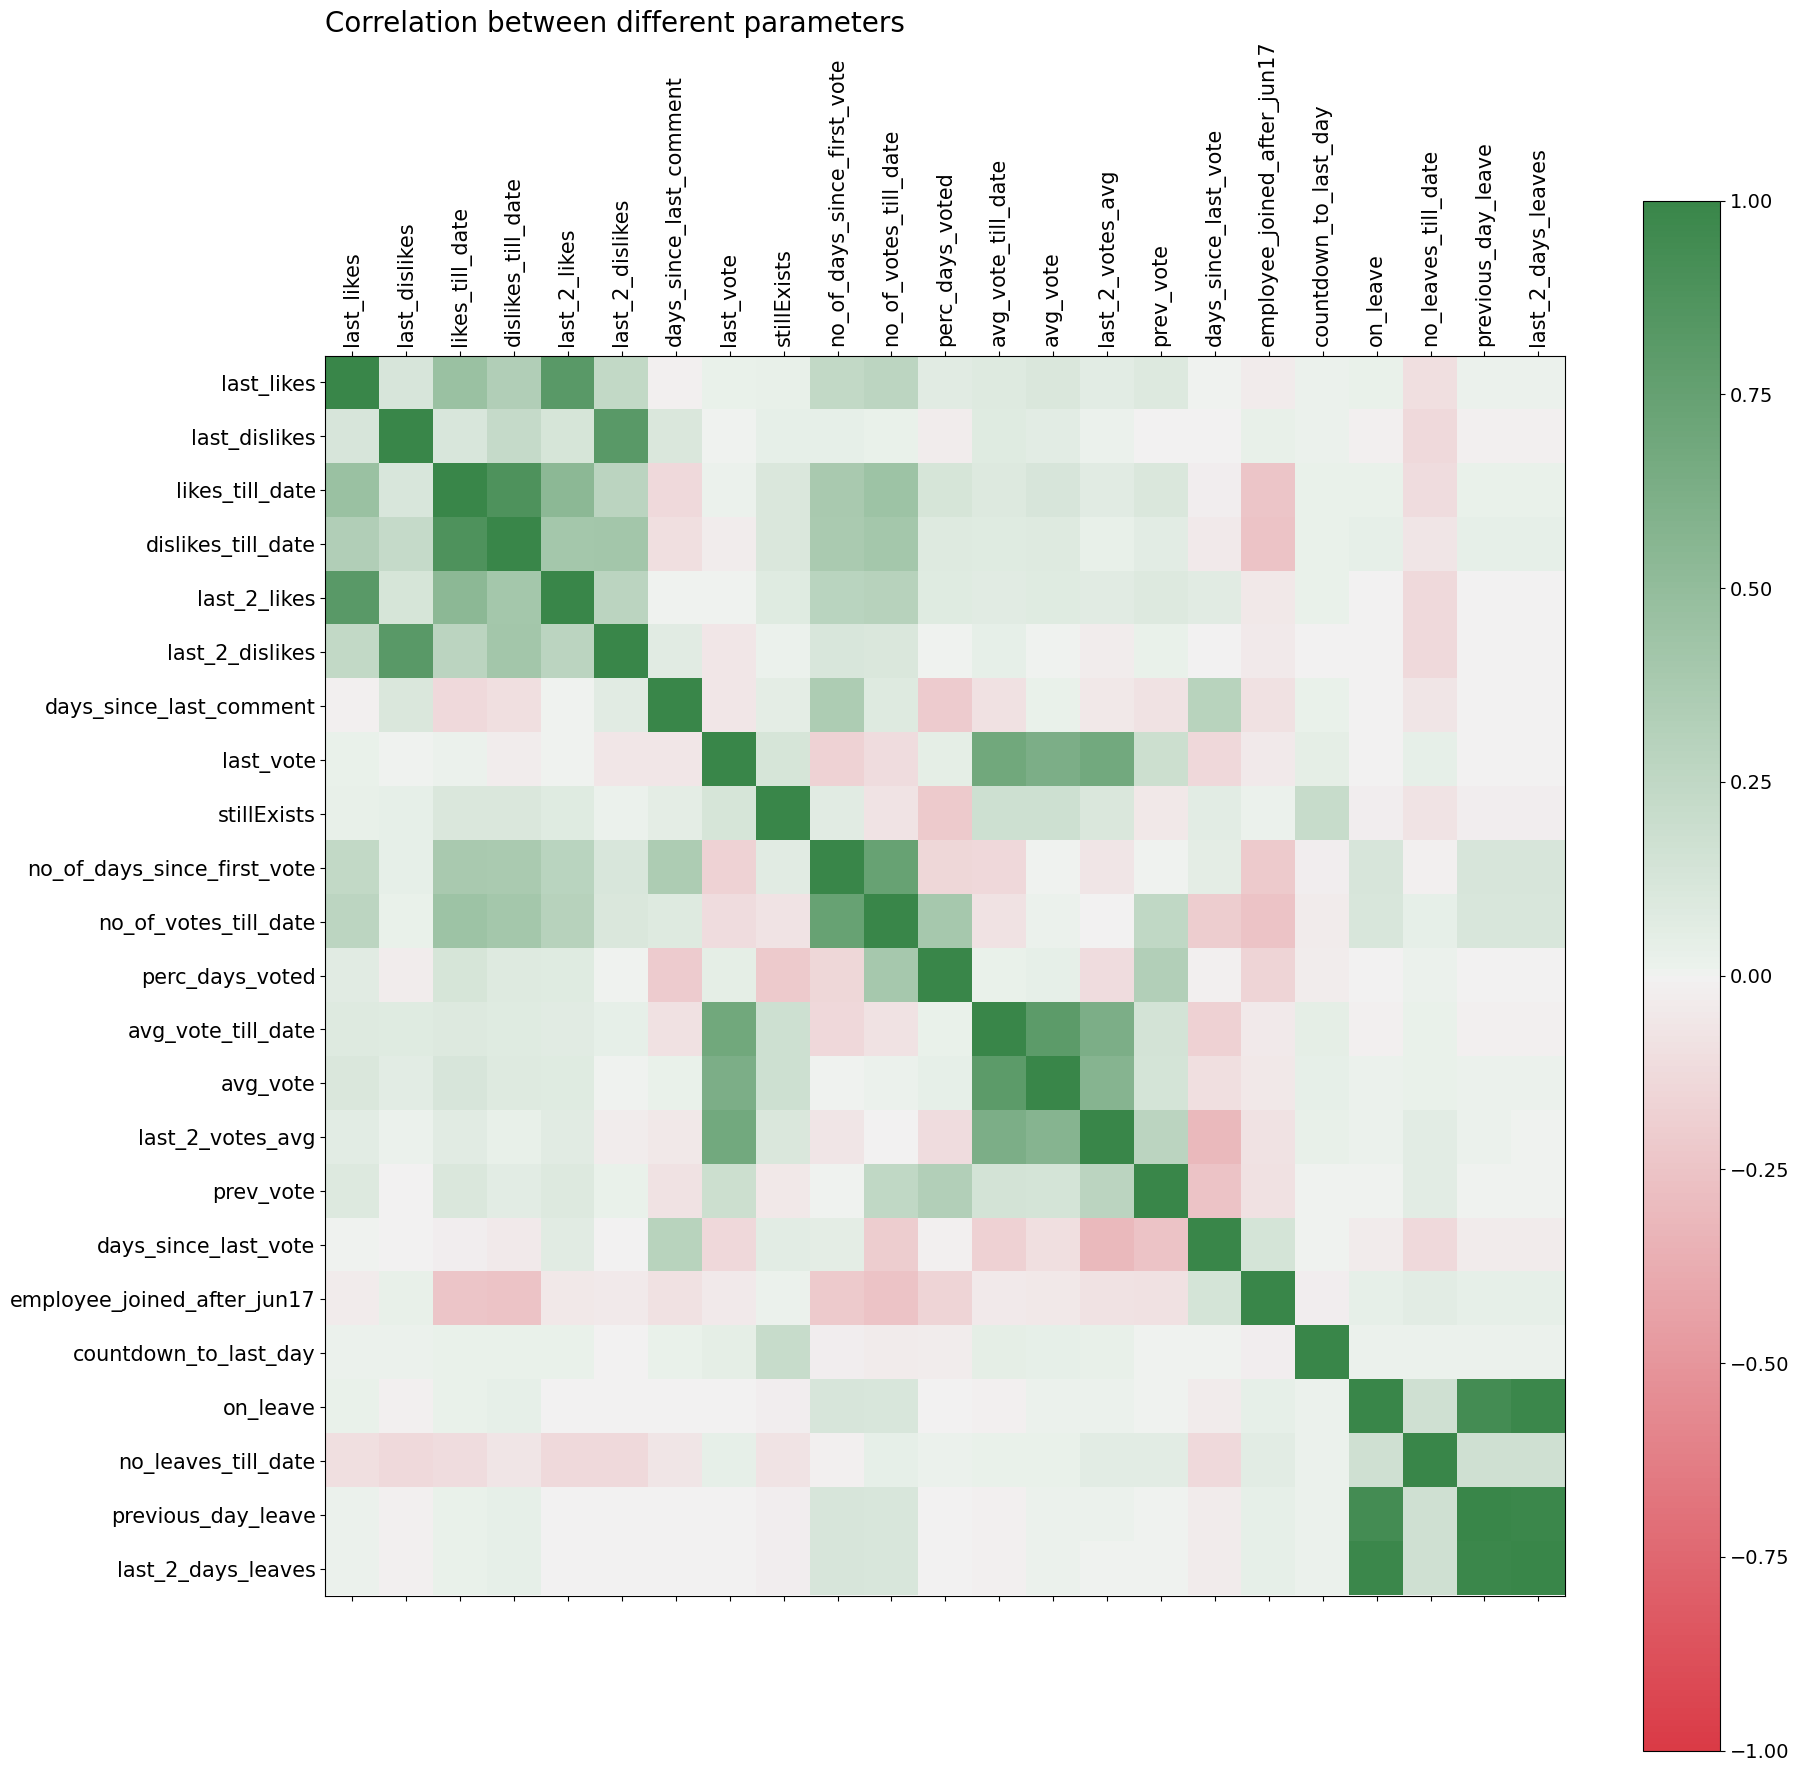 Correlation between different parameters
last_likes
last_dislikes
likes_till_date
dislikes_till_date
last_2_likes
last_2_dislikes
days_since_last_comment
last_vote
stillExists
no_of_days_since_first_vote
no_of_votes_till_date
perc_days_voted
avg_vote_till_date
avg_vote
last_2_votes_avg
prev_vote
days_since_last_vote
employee_joined_after_jun17
countdown_to_last_day
on_leave
no_leaves_till_date
previous_day_leave
last_2_days_leaves
last_likes
last_dislikes
likes_till_date
dislikes_till_date
last_2_likes
last_2_dislikes
days_since_last_comment
last_vote
stillExists
no_of_days_since_first_vote
no_of_votes_till_date
perc_days_voted
avg_vote_till_date
avg_vote
last_2_votes_avg
prev_vote
days_since_last_vote
employee_joined_after_jun17
countdown_to_last_day
on_leave
no_leaves_till_date
previous_day_leave
last_2_days_leaves
1.00
0.75
0.50
0.25
0.00
−0.25
−0.50
−0.75
−1.00